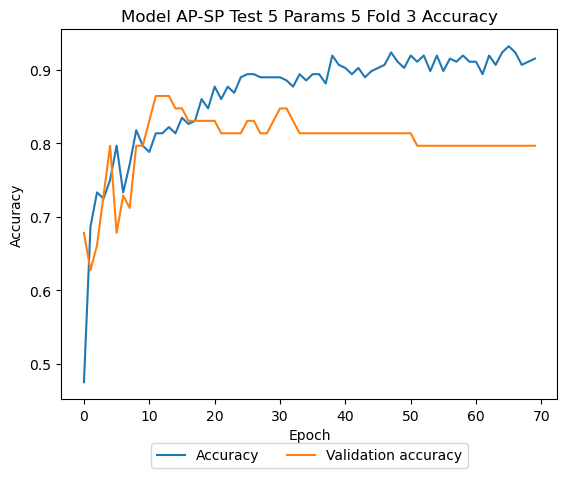 Model AP-SP Test 5 Params 5 Fold 3 Accuracy
0.9
0.8
0.7
0.6
0.5
Accuracy
0 10 20 30 40 50 60 70
Epoch
Accuracy Validation accuracy